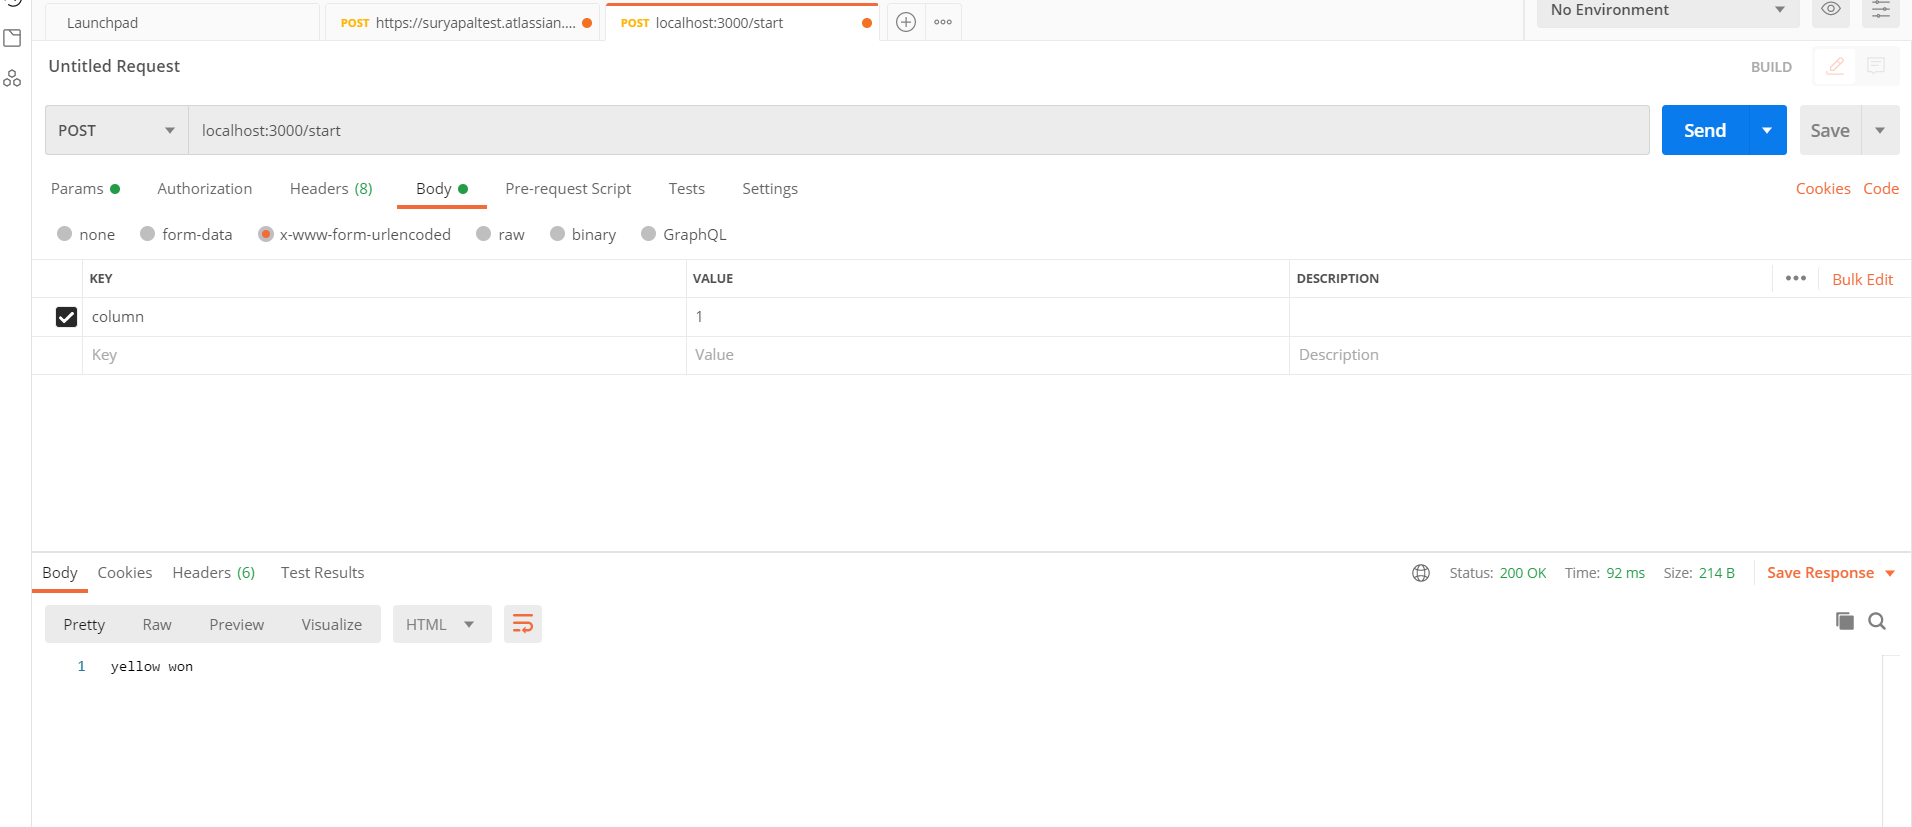 Launchpad
POST https://suryapaltest.atlassian....
POST localhost:3000/start
No Environment
Untitled Request
BUILD
POST
localhost:3000/start
Send
Save
Params
Authorization
Headers (8)
Body
Pre-request Script
Tests
Settings
Cookies
Code
none
form-data
x-www-form-urlencoded
raw
binary
GraphQL
KEY
VALUE
DESCRIPTION
Bulk Edit
column
1
Key
Value
Description
Body
Cookies
Headers (6)
Test Results
Status: 200 OK
Time: 92 ms
Size: 214 B
Save Response
Pretty
Raw
Preview
Visualize
HTML
1
yellow won